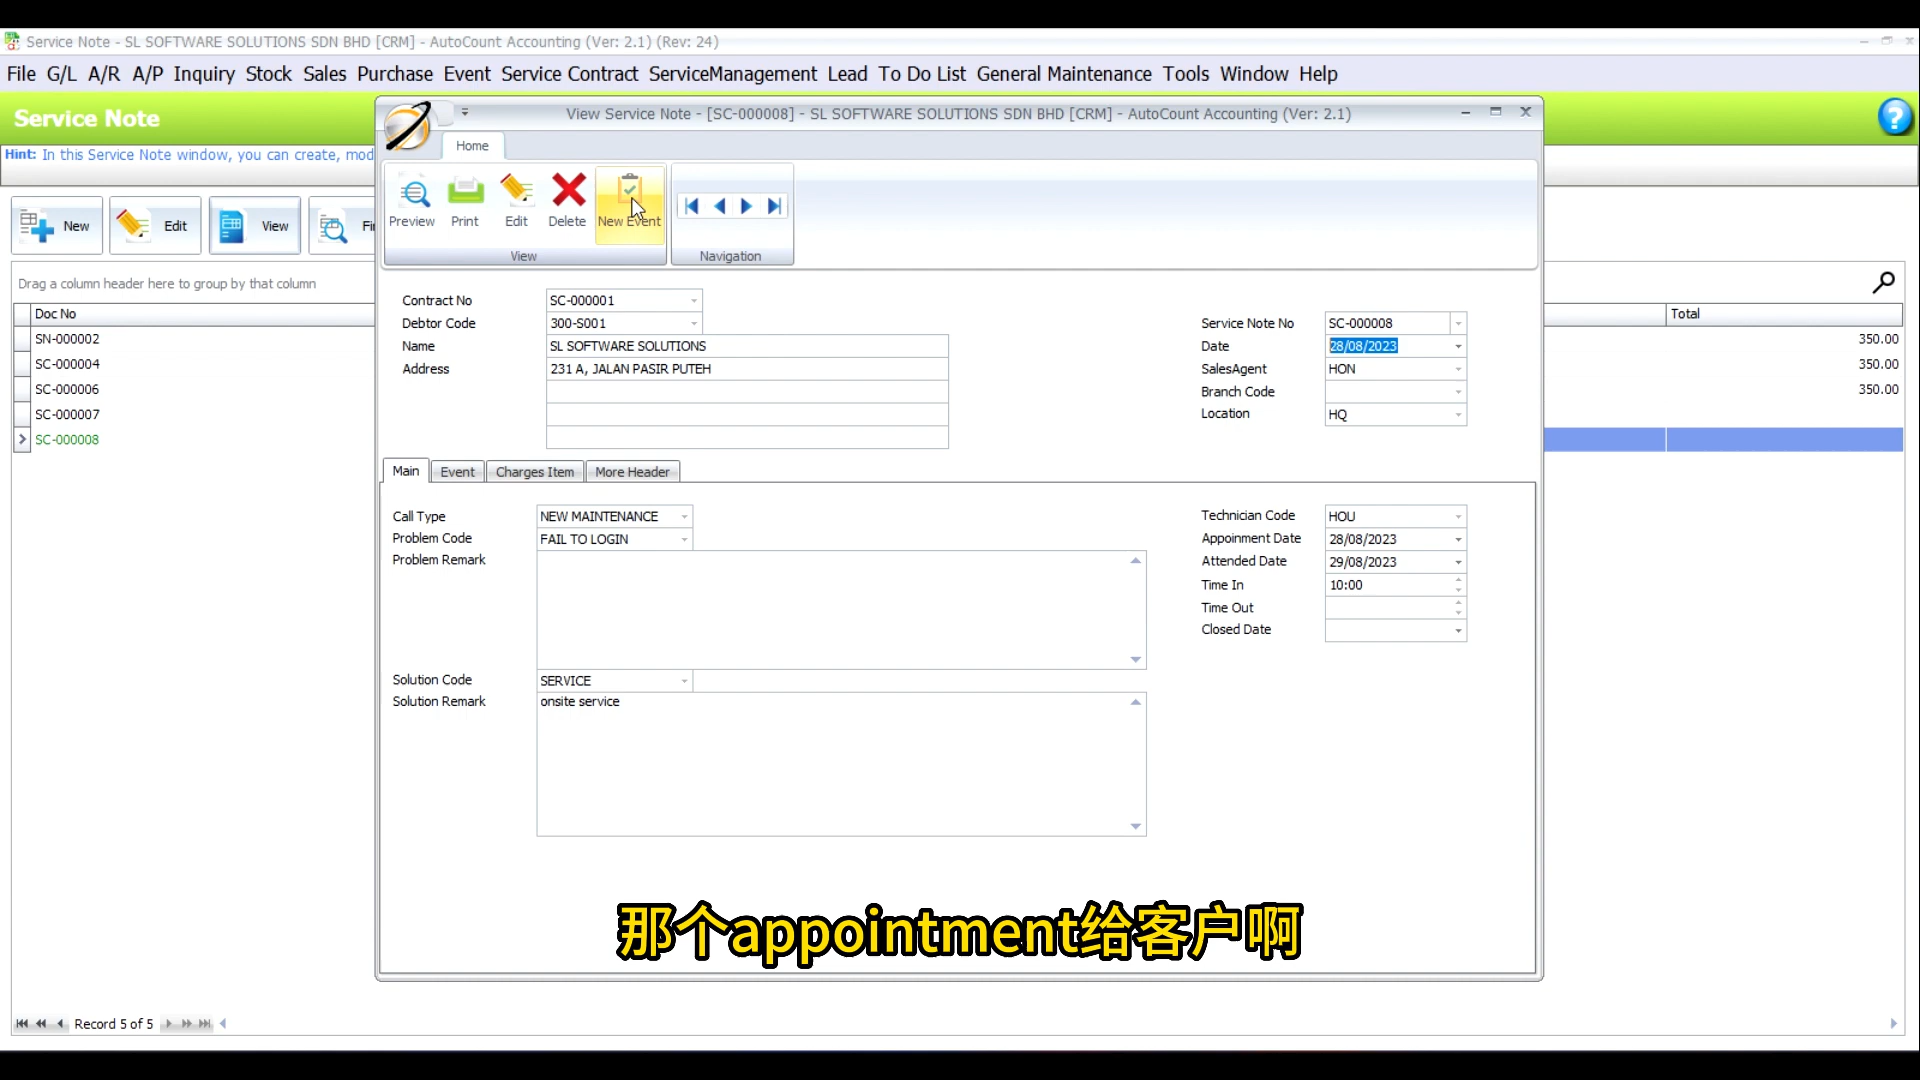 Service Note - SL SOFTWARE SOLUTIONS SDN BHD [CRM] - AutoCount Accounting (Ver: 2.1) (Rev: 24)
File G/L A/R A/P Inquiry Stock Sales Purchase Event Service Contract ServiceManagement Lead To Do List General Maintenance Tools Window Help
Service Note
Hint: In this Service Note window, you can create, mod
New Edit View Fi
Drag a column header here to group by that column
Doc No
SN-000002
SC-000004
SC-000006
SC-000007
SC-000008
Total
350.00
350.00
350.00
Record 5 of 5
View Service Note - [SC-000008] - SL SOFTWARE SOLUTIONS SDN BHD [CRM] - AutoCount Accounting (Ver: 2.1)
Home
Preview Print Edit Delete New Event
View Navigation
Contract No SC-000001
Debtor Code 300-S001
Name SL SOFTWARE SOLUTIONS
Address 231 A, JALAN PASIR PUTEH
Service Note No SC-000008
Date 28/08/2023
SalesAgent HON
Branch Code
Location HQ
Main Event Charges Item More Header
Call Type NEW MAINTENANCE
Problem Code FAIL TO LOGIN
Problem Remark
Solution Code SERVICE
Solution Remark onsite service
Technician Code HOU
Appoinment Date 28/08/2023
Attended Date 29/08/2023
Time In 10:00
Time Out
Closed Date
那个appointment给客户啊